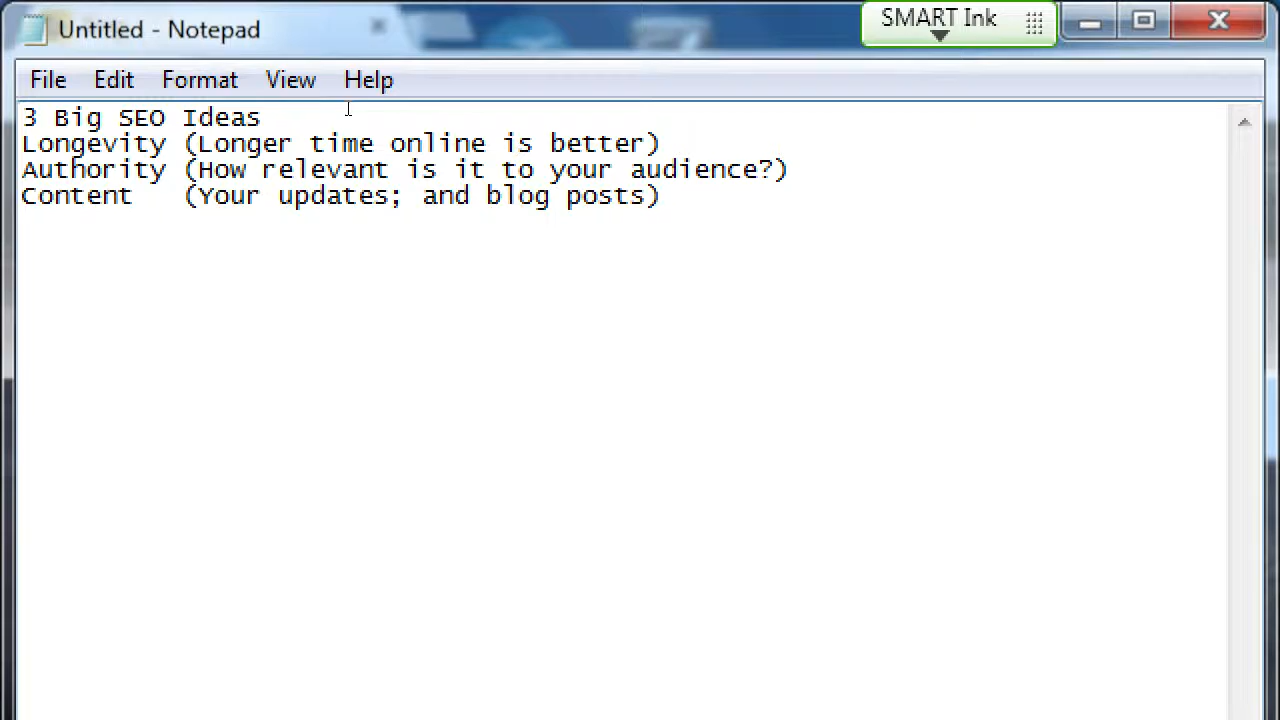 Untitled - Notepad
SMART Ink
File Edit Format View Help
3 Big SEO Ideas
Longevity (Longer time online is better)
Authority (How relevant is it to your audience?)
Content   (Your updates; and blog posts)